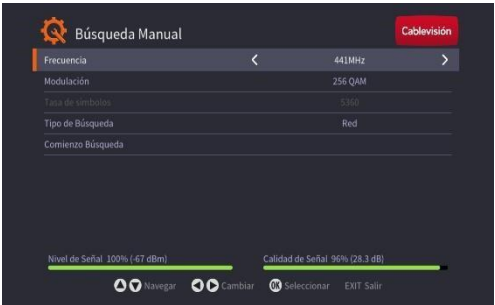 Búsqueda Manual
Cablevisión
Frecuencia 441MHz
Modulación 256 QAM
Tasa de símbolos 5360
Tipo de Búsqueda Red
Comienzo Búsqueda
Nivel de Señal 100% (-67 dBm) Calidad de Señal 96% (28.3 dB)
Navegar Cambiar OK Seleccionar EXIT Salir